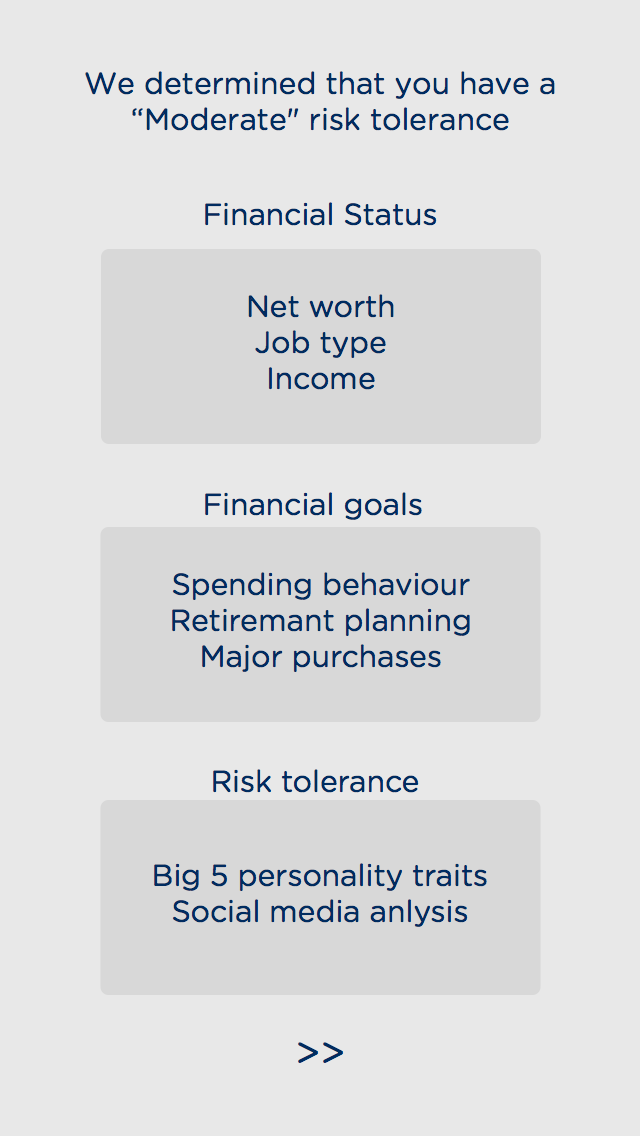 We determined that you have a
“Moderate" risk tolerance
Financial Status
Net worth
Job type
Income
Financial goals
Spending behaviour
Retiremant planning
Major purchases
Risk tolerance
Big 5 personality traits
Social media anlysis
>>